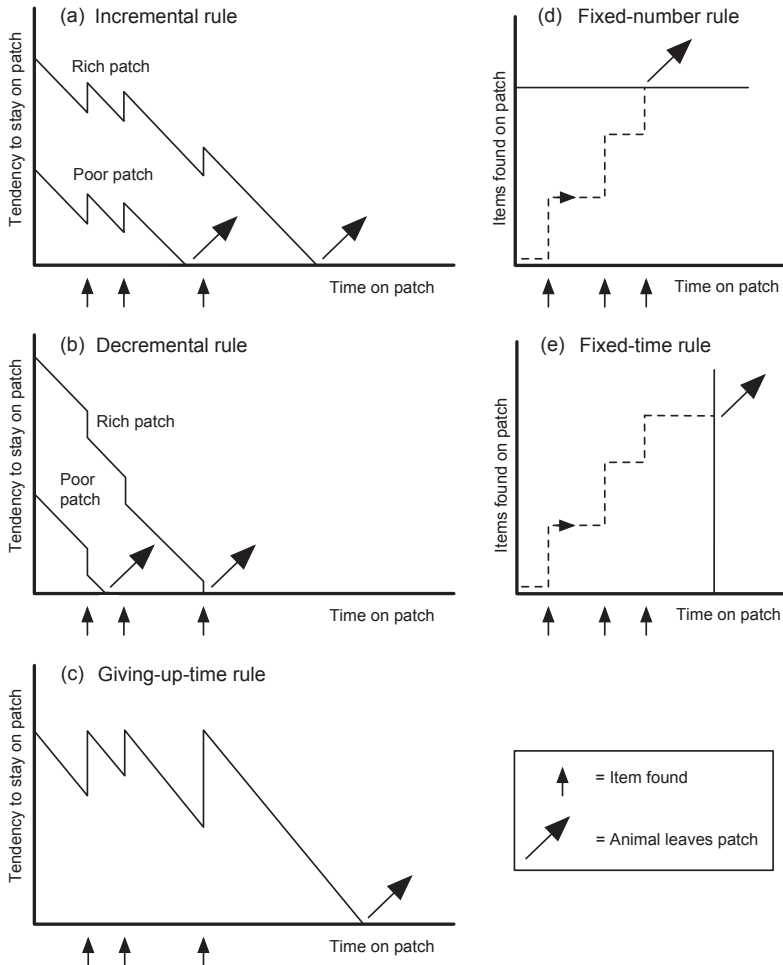 (a) Incremental rule
Tendency to stay on patch
Rich patch
Poor patch
Time on patch
(b) Decremental rule
Tendency to stay on patch
Rich patch
Poor
patch
Time on patch
(c) Giving-up-time rule
Tendency to stay on patch
Time on patch
(d) Fixed-number rule
Items found on patch
Time on patch
(e) Fixed-time rule
Items found on patch
Time on patch
= Item found
= Animal leaves patch